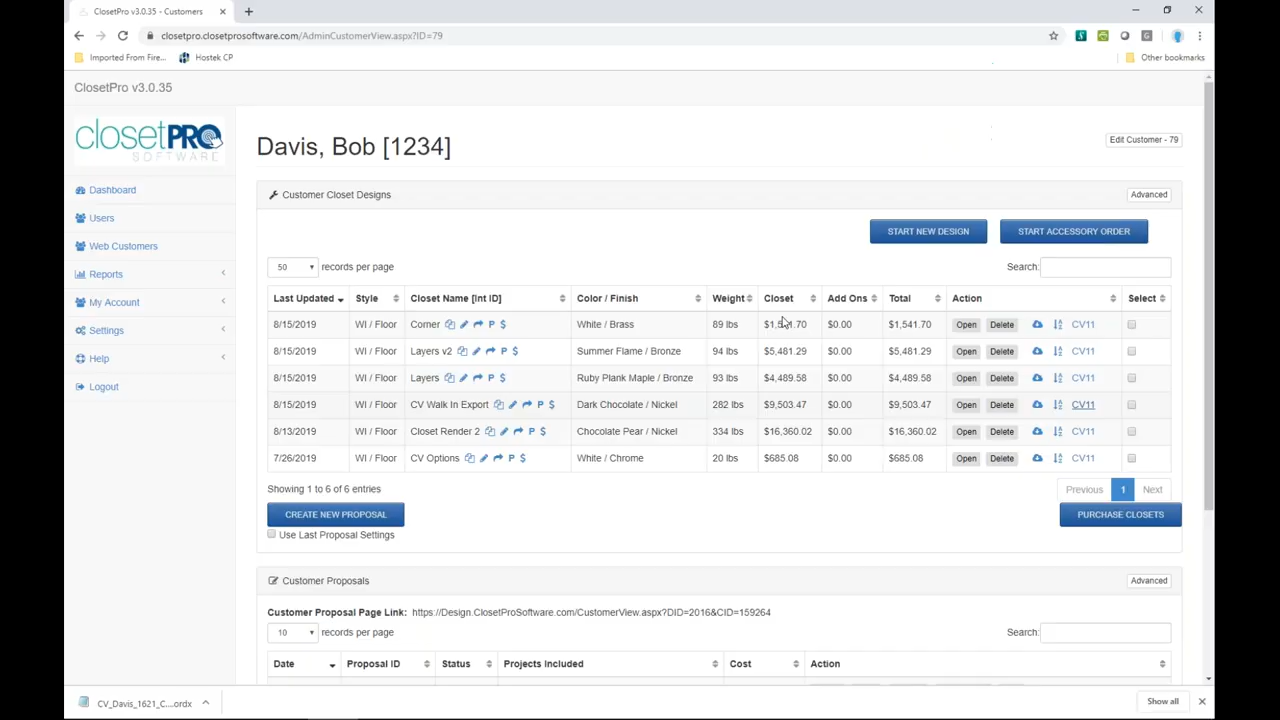 ClosetPro v3.0.35 - Customers
closetpro.closetprosoftware.com/AdminCustomerView.aspx?ID=79
Imported From Fire... Hostek CP Other bookmarks
ClosetPro v3.0.35
closetPRO
SOFTWARE
Dashboard
Users
Web Customers
Reports
My Account
Settings
Help
Logout
Davis, Bob [1234]
Edit Customer - 79
Customer Closet Designs Advanced
START NEW DESIGN START ACCESSORY ORDER
50 records per page Search:
Last Updated Style Closet Name [Int ID] Color / Finish Weight Closet Add Ons Total Action Select
8/15/2019 WI / Floor Corner P $ White / Brass 89 lbs $1,541.70 $0.00 $1,541.70 Open Delete CV11
8/15/2019 WI / Floor Layers v2 P $ Summer Flame / Bronze 94 lbs $5,481.29 $0.00 $5,481.29 Open Delete CV11
8/15/2019 WI / Floor Layers P $ Ruby Plank Maple / Bronze 93 lbs $4,489.58 $0.00 $4,489.58 Open Delete CV11
8/15/2019 WI / Floor CV Walk In Export P $ Dark Chocolate / Nickel 282 lbs $9,503.47 $0.00 $9,503.47 Open Delete CV11
8/13/2019 WI / Floor Closet Render 2 P $ Chocolate Pear / Nickel 334 lbs $16,360.02 $0.00 $16,360.02 Open Delete CV11
7/26/2019 WI / Floor CV Options P $ White / Chrome 20 lbs $685.08 $0.00 $685.08 Open Delete CV11
Showing 1 to 6 of 6 entries Previous 1 Next
CREATE NEW PROPOSAL PURCHASE CLOSETS
Use Last Proposal Settings
Customer Proposals Advanced
Customer Proposal Page Link: https://Design.ClosetProSoftware.com/CustomerView.aspx?DID=2016&CID=159264
10 records per page Search:
Date Proposal ID Status Projects Included Cost Action
CV_Davis_1621_C....ordx Show all